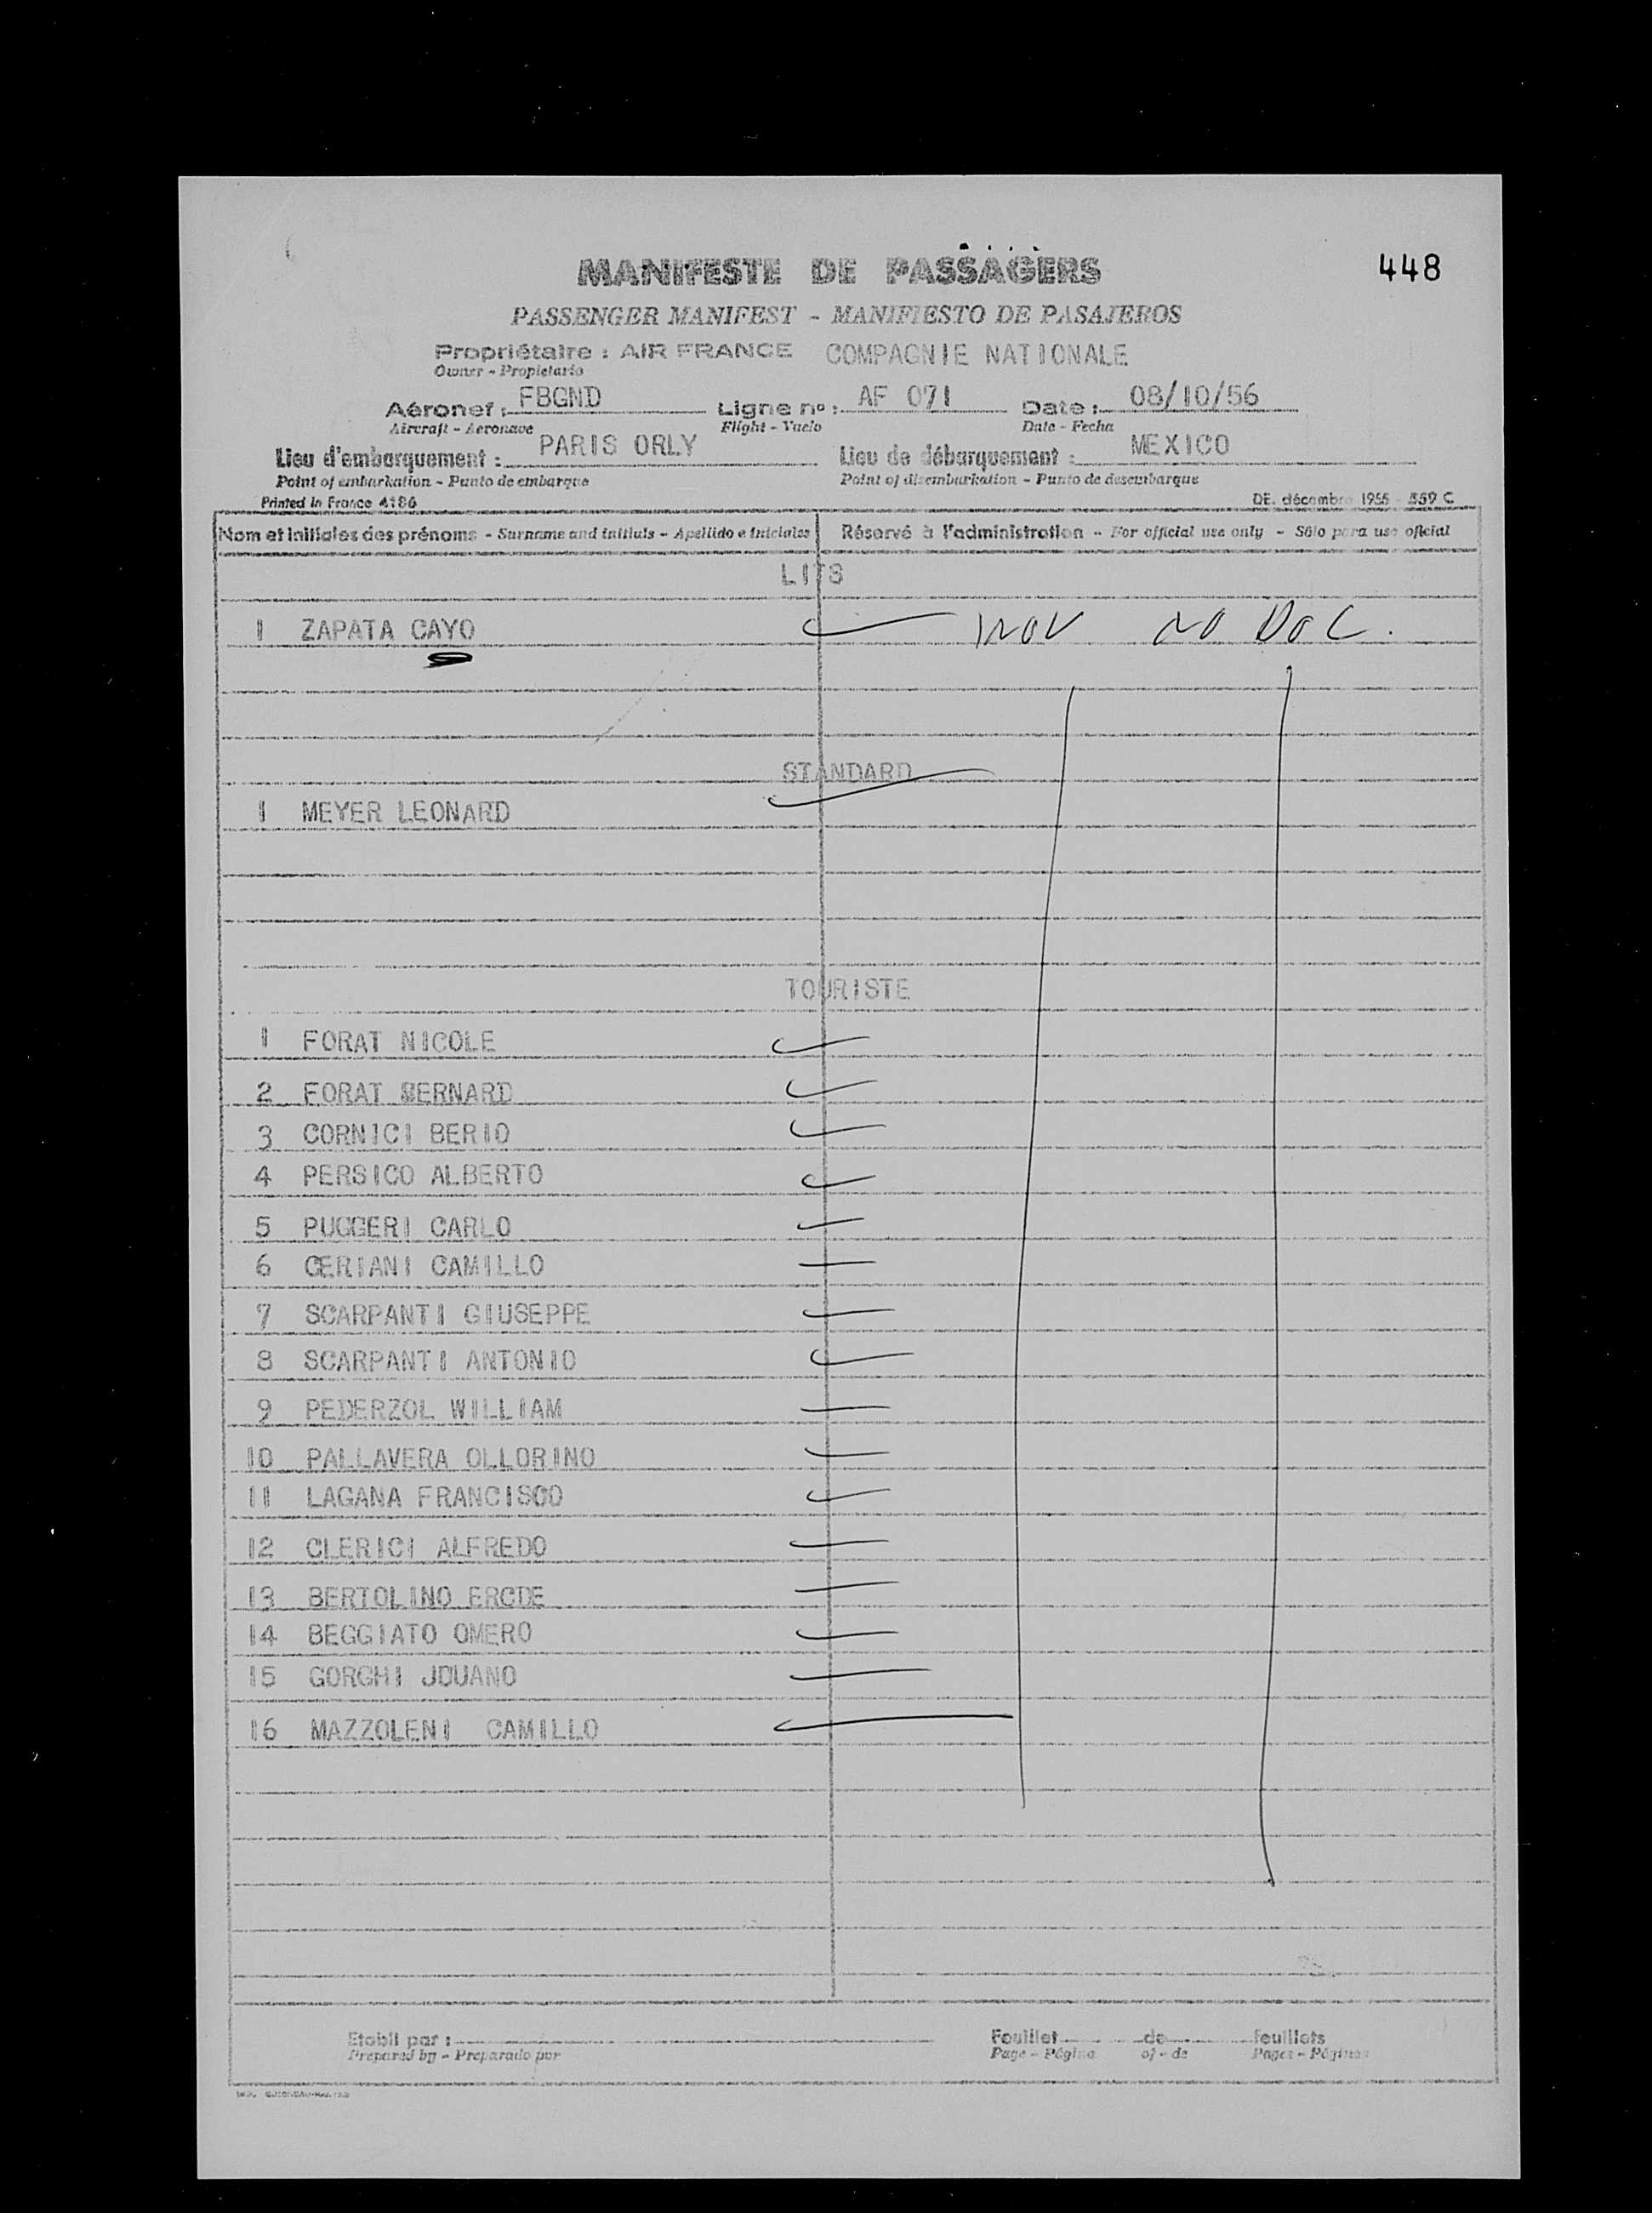 448
MANIFESTE DE PASSAGERS
PASSENGER MANIFEST - MANIFIESTO DE PASAJEROS
Propriétaire : AIR FRANCE COMPAGNIE NATIONALE
Owner - Propietario
Aéronef : FBGND Ligne nº : AF 071 Date : 08/10/56
Aircraft - Aeronave Flight - Vuelo Date - Fecha
Lieu d'embarquement : PARIS ORLY Lieu de débarquement : MEXICO
Point of embarkation - Punto de embarque Point of disembarkation - Punto de desembarque
Printed in France 4186 DE. décembre 1955 - 559 C
Nom et initiales des prénoms - Surname and initials - Apellido e iniciales Réservé à l'administration - For official use only - Sólo para uso oficial
LITS
1 ZAPATA CAYO NO DOC.
STANDARD
1 MEYER LEONARD
TOURISTE
1 FORAT NICOLE
2 FORAT BERNARD
3 CORNICI BERIO
4 PERSICO ALBERTO
5 PUGGERI CARLO
6 CERIANI CAMILLO
7 SCARPANTI GIUSEPPE
8 SCARPANTI ANTONIO
9 PEDERZOL WILLIAM
10 PALLAVERA OLLORINO
11 LAGANA FRANCISCO
12 CLERICI ALFREDO
13 BERTOLINO ERCDE
14 BEGGIATO OMERO
15 GORGHI JDUANO
16 MAZZOLENI CAMILLO
Etabli par : Feuillet de feuillets
Prepared by - Preparado por Page - Página of - de Pages - Páginas